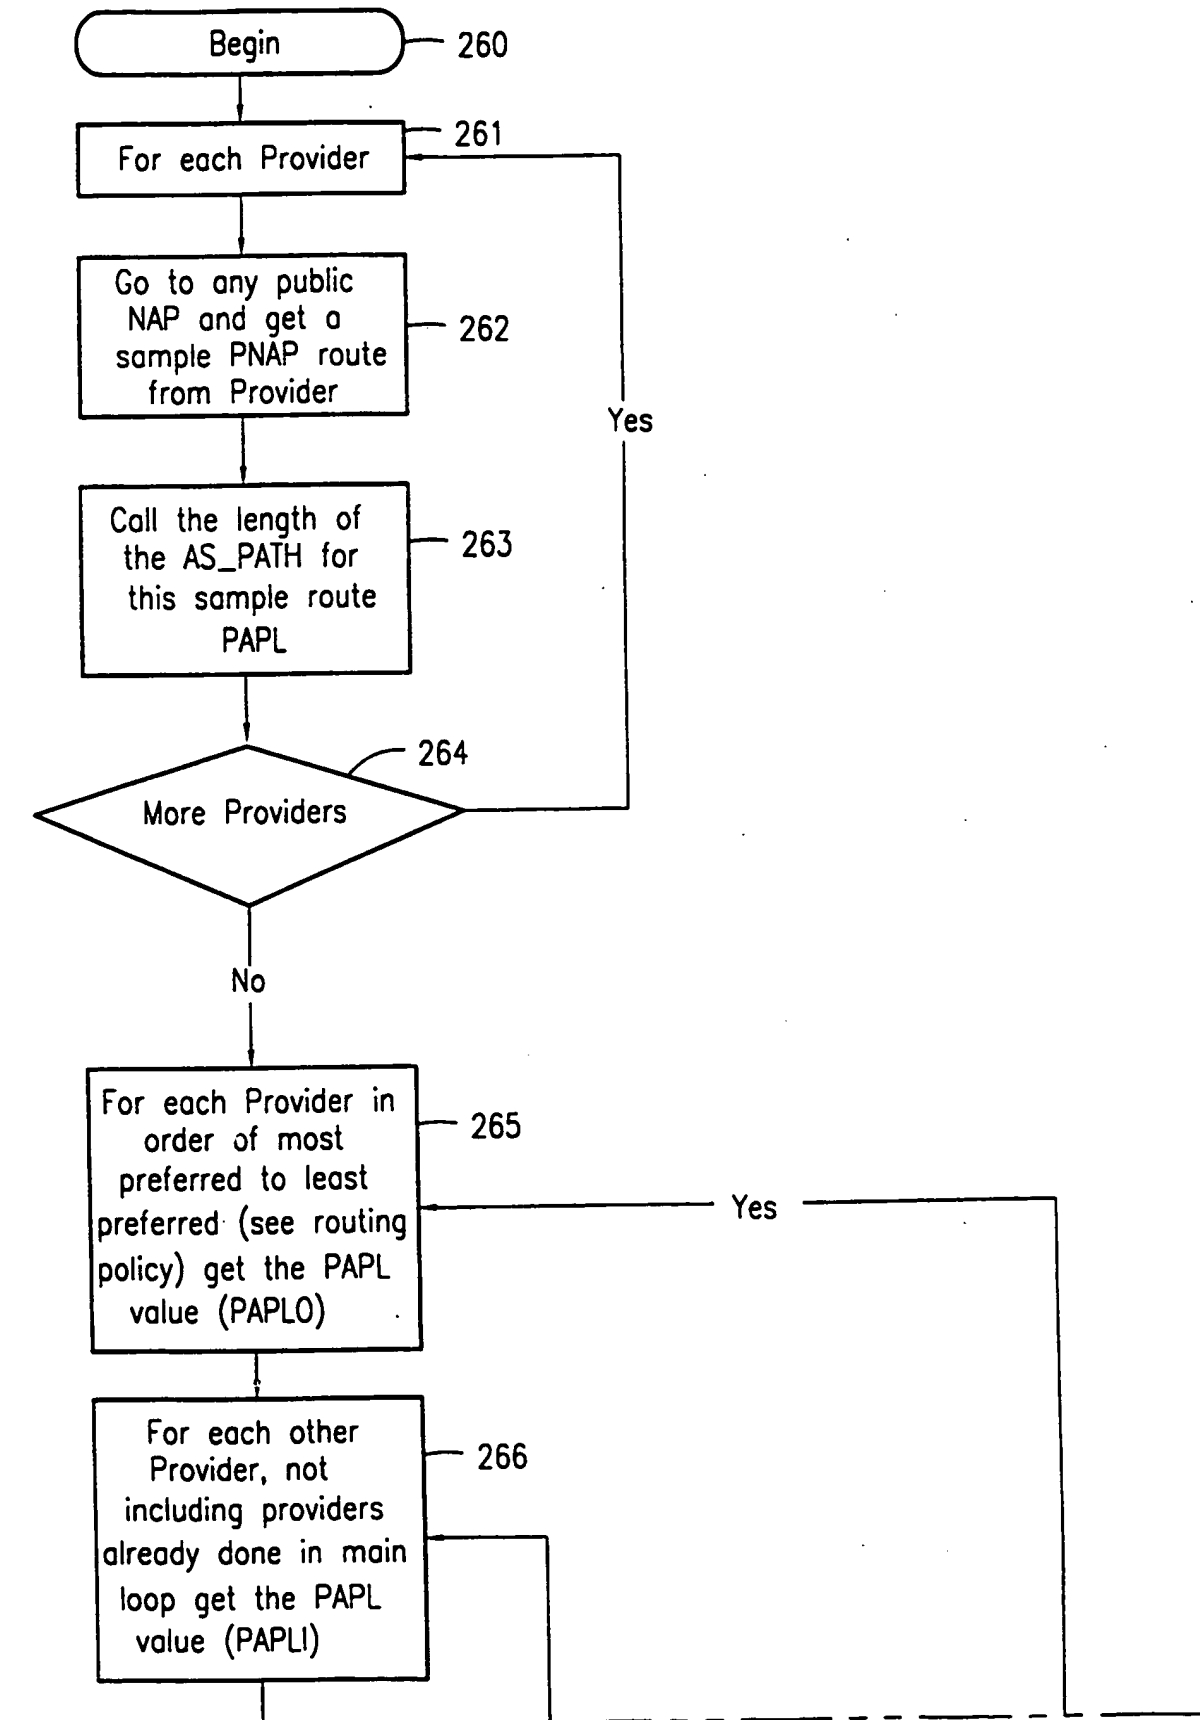 Begin
260
For each Provider
261
Go to any public
NAP and get a
sample PNAP route
from Provider
262
Yes
Call the length of
the AS_PATH for
this sample route
PAPL
263
More Providers
264
No
For each Provider in
order of most
preferred to least
preferred (see routing
policy) get the PAPL
value (PAPLO)
265
Yes
For each other
Provider, not
including providers
already done in main
loop get the PAPL
value (PAPLI)
266